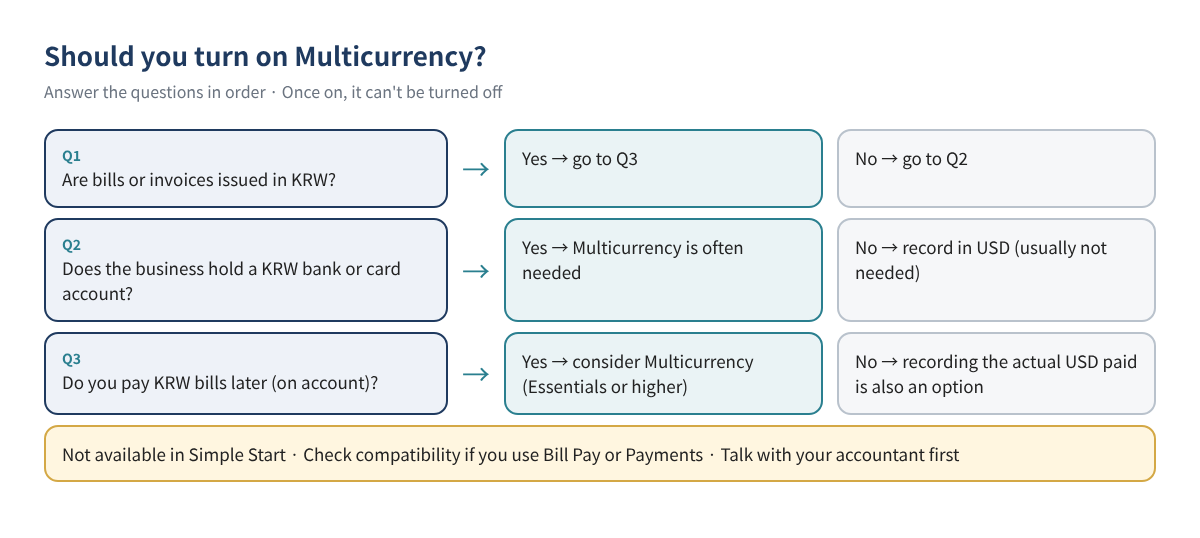 Should you turn on Multicurrency?
Answer the questions in order · Once on, it can't be turned off
Q1
Are bills or invoices issued in KRW?
→
Yes → go to Q3
No → go to Q2
Q2
Does the business hold a KRW bank or card
account?
→
Yes → Multicurrency is often
needed
No → record in USD (usually not
needed)
Q3
Do you pay KRW bills later (on account)?
→
Yes → consider Multicurrency
(Essentials or higher)
No → recording the actual USD paid
is also an option
Not available in Simple Start · Check compatibility if you use Bill Pay or Payments · Talk with your accountant first